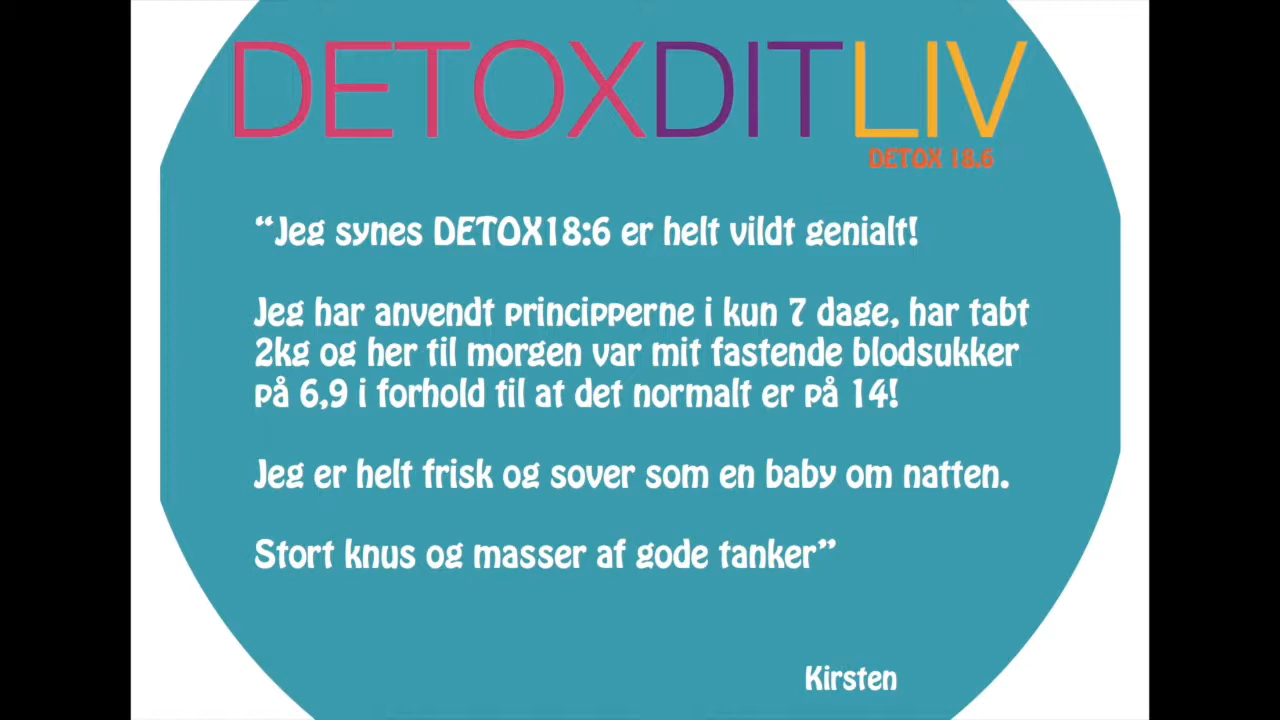 DETOXDITLIV
DETOX 18.6
“Jeg synes DETOX18:6 er helt vildt genialt!
Jeg har anvendt principperne i kun 7 dage, har tabt
2kg og her til morgen var mit fastende blodsukker
på 6,9 i forhold til at det normalt er på 14!
Jeg er helt frisk og sover som en baby om natten.
Stort knus og masser af gode tanker”
Kirsten